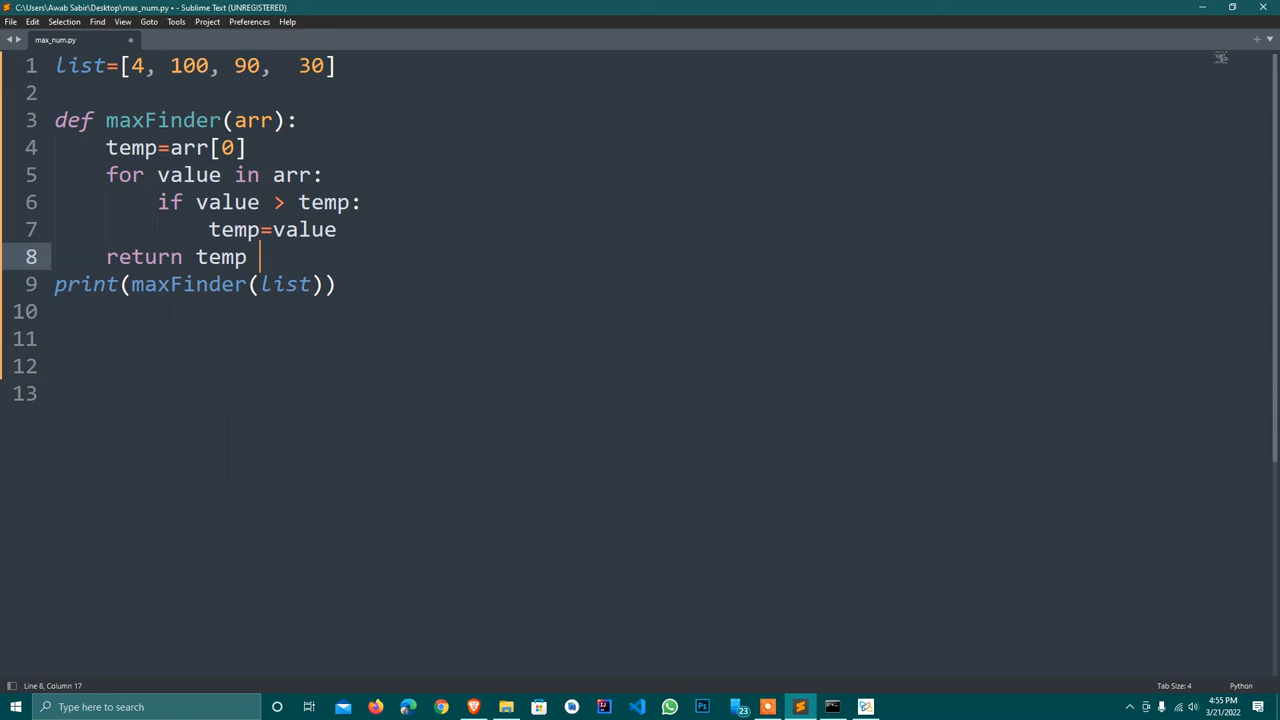 C:\Users\Awab Sabir\Desktop\max_num.py • - Sublime Text (UNREGISTERED)
File Edit Selection Find View Goto Tools Project Preferences Help
max_num.py
1 list=[4, 100, 90,  30]
2
3 def maxFinder(arr):
4     temp=arr[0]
5     for value in arr:
6         if value > temp:
7             temp=value
8     return temp
9 print(maxFinder(list))
10
11
12
13
Line 8, Column 17 Tab Size: 4 Python
Type here to search 23 4:55 PM
3/21/2022